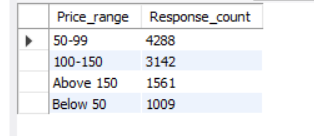 Price_range Response_count
50-99 4288
100-150 3142
Above 150 1561
Below 50 1009